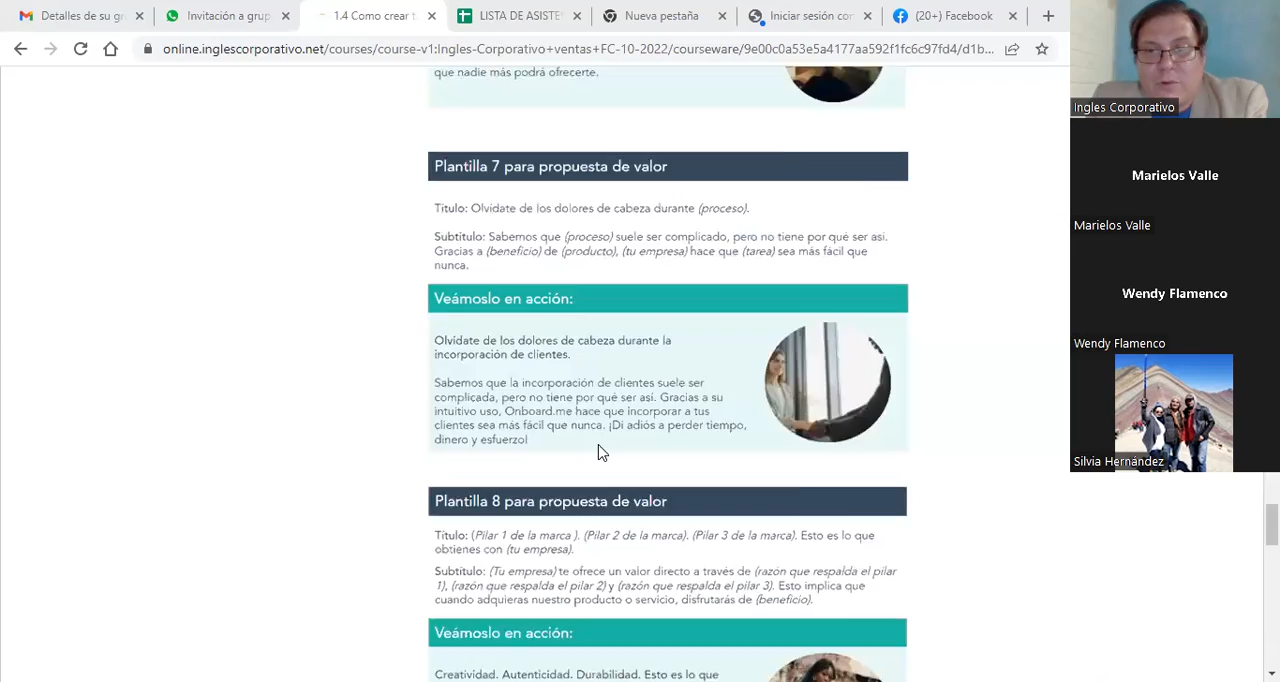 Detalles de su gr
Invitación a grup
1.4 Como crear t
LISTA DE ASISTE
Nueva pestaña
Iniciar sesión con
(20+) Facebook
online.inglescorporativo.net/courses/course-v1:Ingles-Corporativo+ventas+FC-10-2022/courseware/9e00c0a53e5a4177aa592f1fc6c97fd4/d1b...
que nadie más podrá ofrecerte.
Plantilla 7 para propuesta de valor
Título: Olvídate de los dolores de cabeza durante (proceso).
Subtítulo: Sabemos que (proceso) suele ser complicado, pero no tiene por qué ser así.
Gracias a (beneficio) de (producto), (tu empresa) hace que (tarea) sea más fácil que
nunca.
Veámoslo en acción:
Olvídate de los dolores de cabeza durante la
incorporación de clientes.
Sabemos que la incorporación de clientes suele ser
complicada, pero no tiene por qué ser así. Gracias a su
intuitivo uso, Onboard.me hace que incorporar a tus
clientes sea más fácil que nunca. ¡Di adiós a perder tiempo,
dinero y esfuerzo!
Plantilla 8 para propuesta de valor
Título: (Pilar 1 de la marca ). (Pilar 2 de la marca). (Pilar 3 de la marca). Esto es lo que
obtienes con (tu empresa).
Subtítulo: (Tu empresa) te ofrece un valor directo a través de (razón que respalda el pilar
1), (razón que respalda el pilar 2) y (razón que respalda el pilar 3). Esto implica que
cuando adquieras nuestro producto o servicio, disfrutarás de (beneficio).
Veámoslo en acción:
Creatividad. Autenticidad. Durabilidad. Esto es lo que
Ingles Corporativo
Marielos Valle
Marielos Valle
Wendy Flamenco
Wendy Flamenco
Silvia Hernández